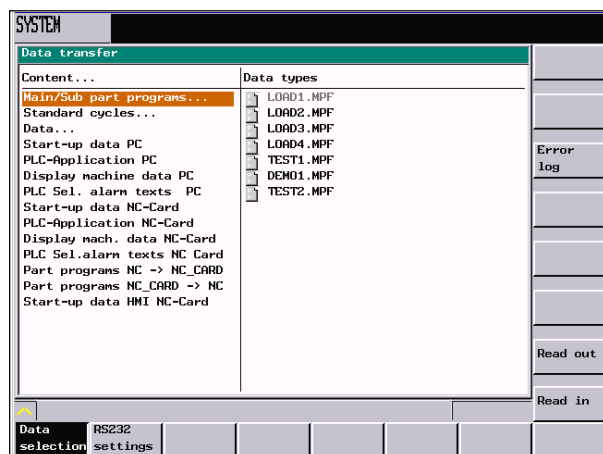 SYSTEM
Data transfer
Content...
Data types
Main/Sub part programs...
Standard cycles...
Data...
Start-up data PC
PLC-Application PC
Display machine data PC
PLC Sel. alarm texts  PC
Start-up data NC-Card
PLC-Application NC-Card
Display mach. data NC-Card
PLC Sel.alarm texts NC Card
Part programs NC -> NC_CARD
Part programs NC_CARD -> NC
Start-up data HMI NC-Card
LOAD1.MPF
LOAD2.MPF
LOAD3.MPF
LOAD4.MPF
TEST1.MPF
DEMO1.MPF
TEST2.MPF
Error
log
Read out
Read in
Data
selection
RS232
settings